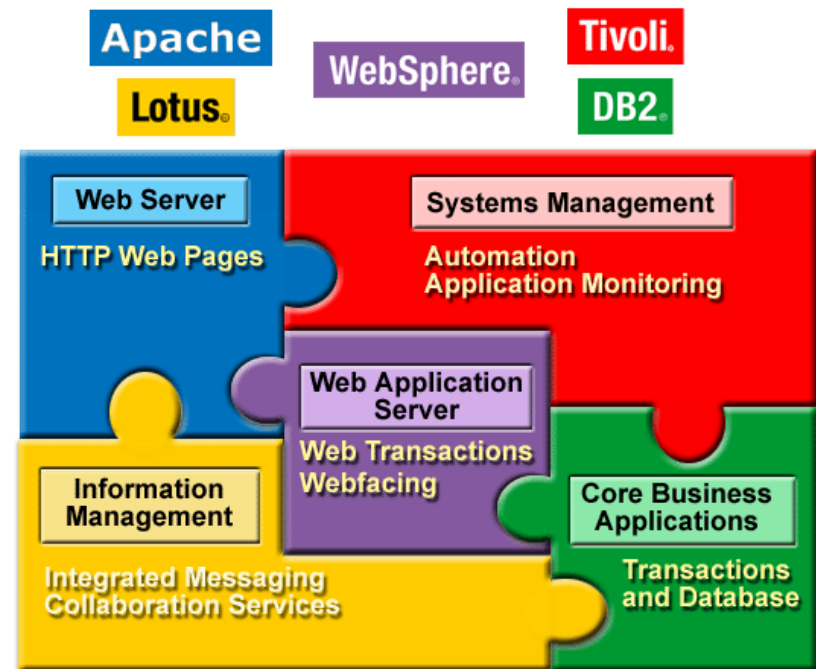 Apache
WebSphere®
Tivoli®
Lotus®
DB2®
Web Server
HTTP Web Pages
Systems Management
Automation
Application Monitoring
Web Application
Server
Web Transactions
Webfacing
Information
Management
Integrated Messaging
Collaboration Services
Core Business
Applications
Transactions
and Database